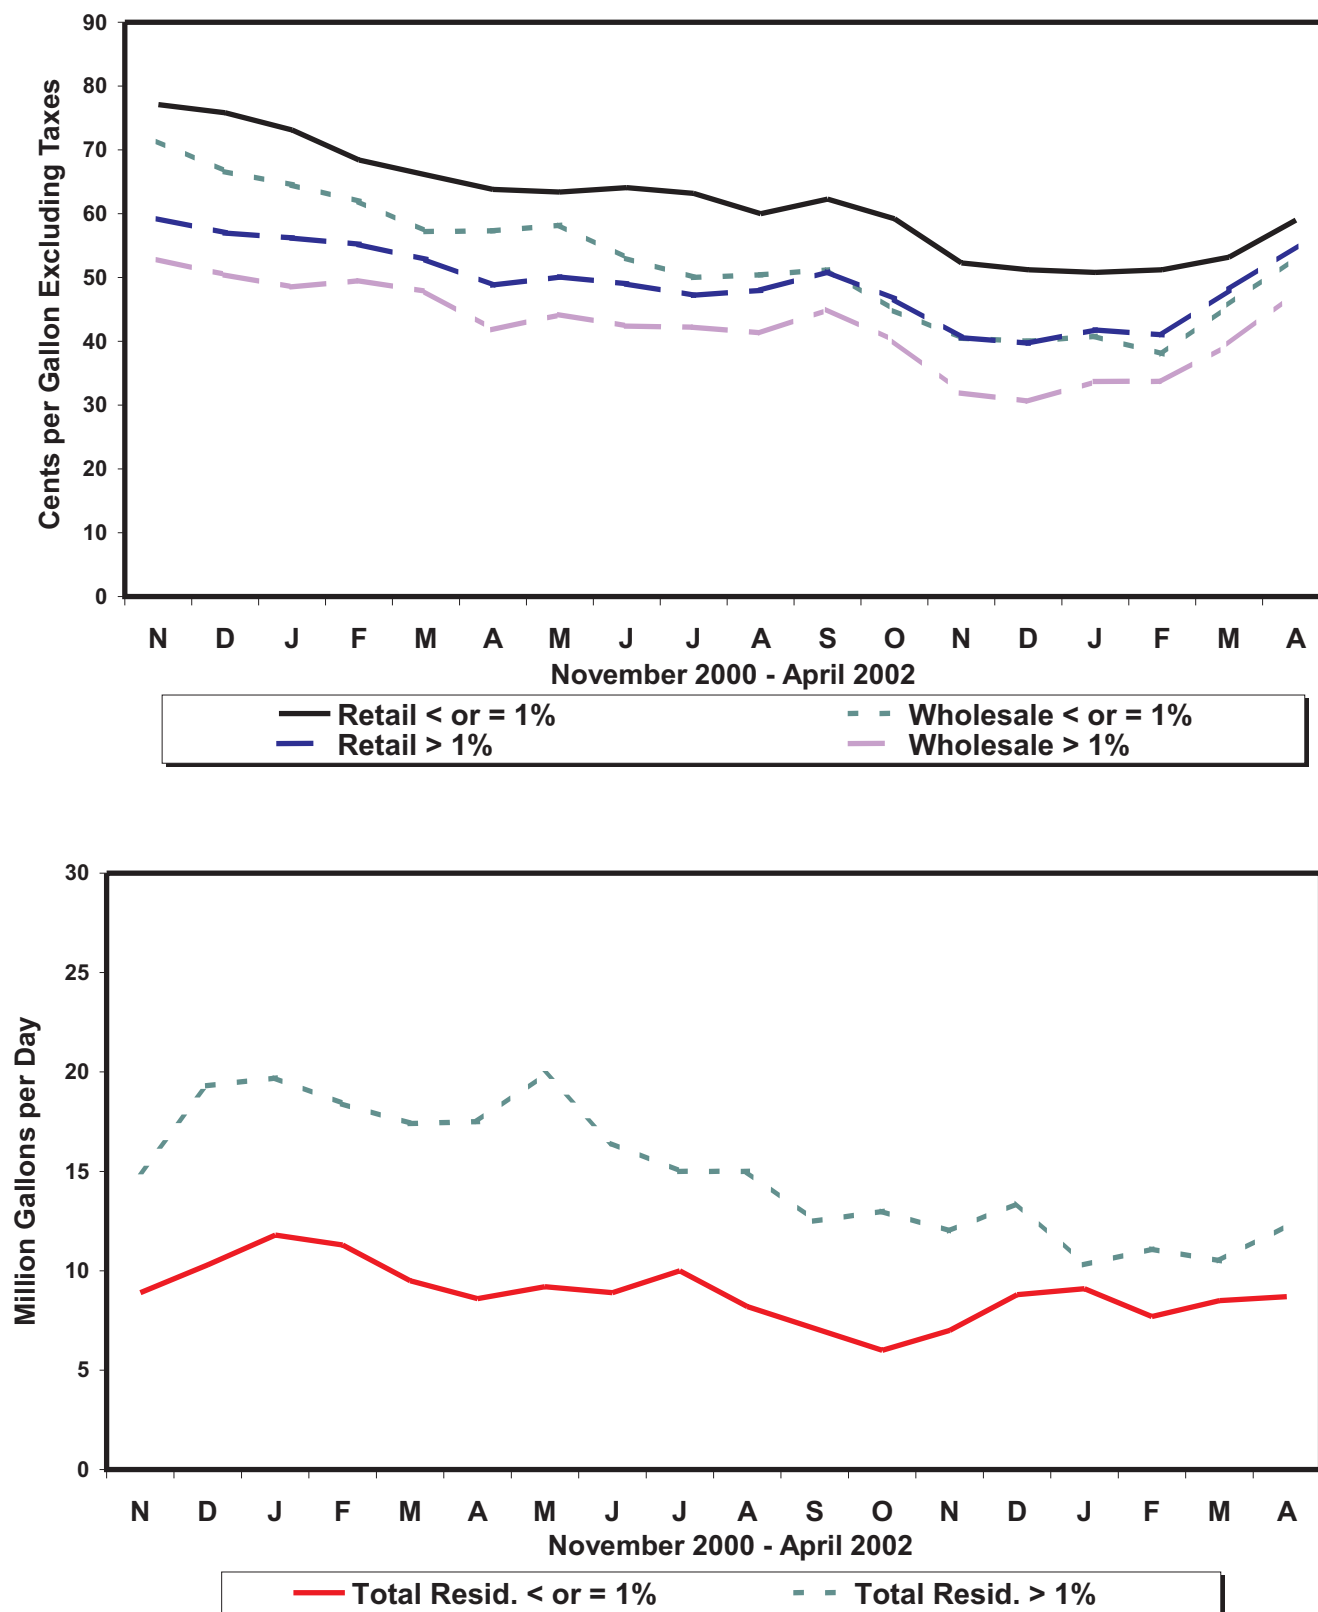 Cents per Gallon Excluding Taxes
90
80
70
60
50
40
30
20
10
0
N D J F M A M J J A S O N D J F M A
November 2000 - April 2002
Retail < or = 1% Wholesale < or = 1%
Retail > 1% Wholesale > 1%
Million Gallons per Day
30
25
20
15
10
5
0
N D J F M A M J J A S O N D J F M A
November 2000 - April 2002
Total Resid. < or = 1% Total Resid. > 1%